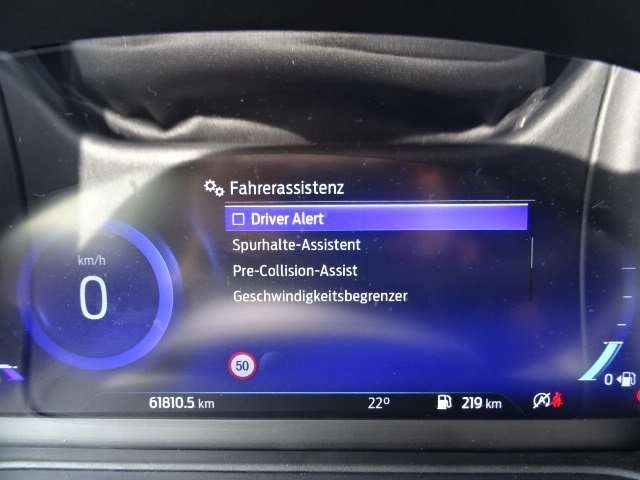 Fahrerassistenz
Driver Alert
Spurhalte-Assistent
Pre-Collision-Assist
Geschwindigkeitsbegrenzer
km/h
0
50
0
61810.5 km
22°
219 km